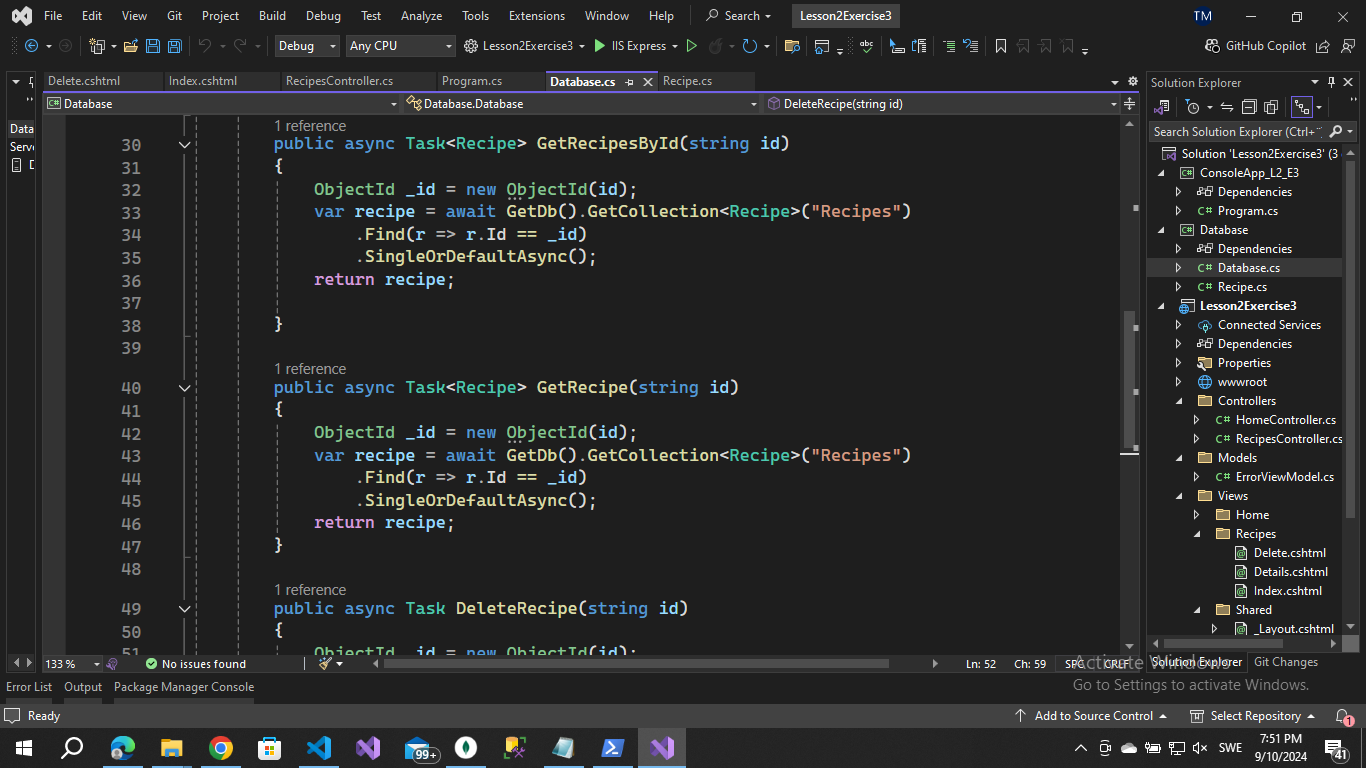 File Edit View Git Project Build Debug Test Analyze Tools Extensions Window Help Search Lesson2Exercise3 TM
Debug Any CPU Lesson2Exercise3 IIS Express GitHub Copilot
Delete.cshtml Index.cshtml RecipesController.cs Program.cs Database.cs Recipe.cs
Database Database.Database DeleteRecipe(string id)
Data
Serv
1 reference
30 public async Task<Recipe> GetRecipesById(string id)
31 {
32 ObjectId _id = new ObjectId(id);
33 var recipe = await GetDb().GetCollection<Recipe>("Recipes")
34 .Find(r => r.Id == _id)
35 .SingleOrDefaultAsync();
36 return recipe;
37
38 }
39
1 reference
40 public async Task<Recipe> GetRecipe(string id)
41 {
42 ObjectId _id = new ObjectId(id);
43 var recipe = await GetDb().GetCollection<Recipe>("Recipes")
44 .Find(r => r.Id == _id)
45 .SingleOrDefaultAsync();
46 return recipe;
47 }
48
1 reference
49 public async Task DeleteRecipe(string id)
50 {
51 ObjectId _id = new ObjectId(id);
133 % No issues found Ln: 52 Ch: 59 SPC CRLF
Solution Explorer
Search Solution Explorer (Ctrl+
Solution 'Lesson2Exercise3' (3
C# ConsoleApp_L2_E3
Dependencies
C# Program.cs
C# Database
Dependencies
C# Database.cs
C# Recipe.cs
Lesson2Exercise3
Connected Services
Dependencies
Properties
wwwroot
Controllers
C# HomeController.cs
C# RecipesController.cs
Models
C# ErrorViewModel.cs
Views
Home
Recipes
Delete.cshtml
Details.cshtml
Index.cshtml
Shared
_Layout.cshtml
Solution Explorer Git Changes
Activate Windows
Go to Settings to activate Windows.
Error List Output Package Manager Console
Ready Add to Source Control Select Repository 1
99+ SWE 7:51 PM
9/10/2024 41